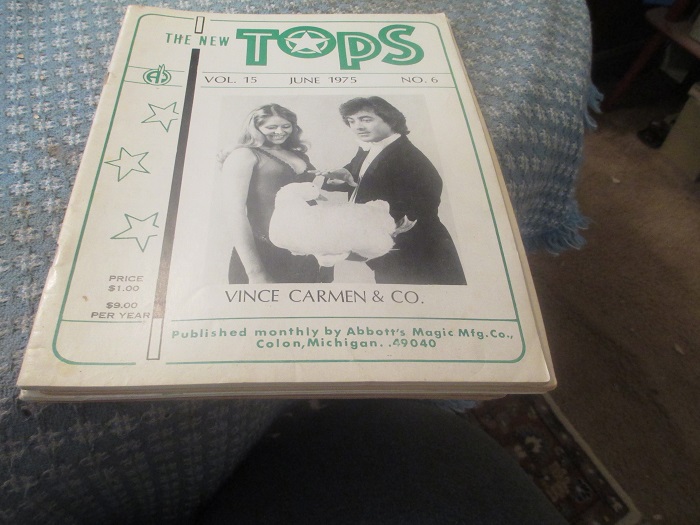 THE NEW TOPS
VOL. 15 JUNE 1975 NO. 6
PRICE
$1.00
$9.00
PER YEAR
VINCE CARMEN & CO.
Published monthly by Abbott's Magic Mfg.Co.,
Colon,Michigan. .49040